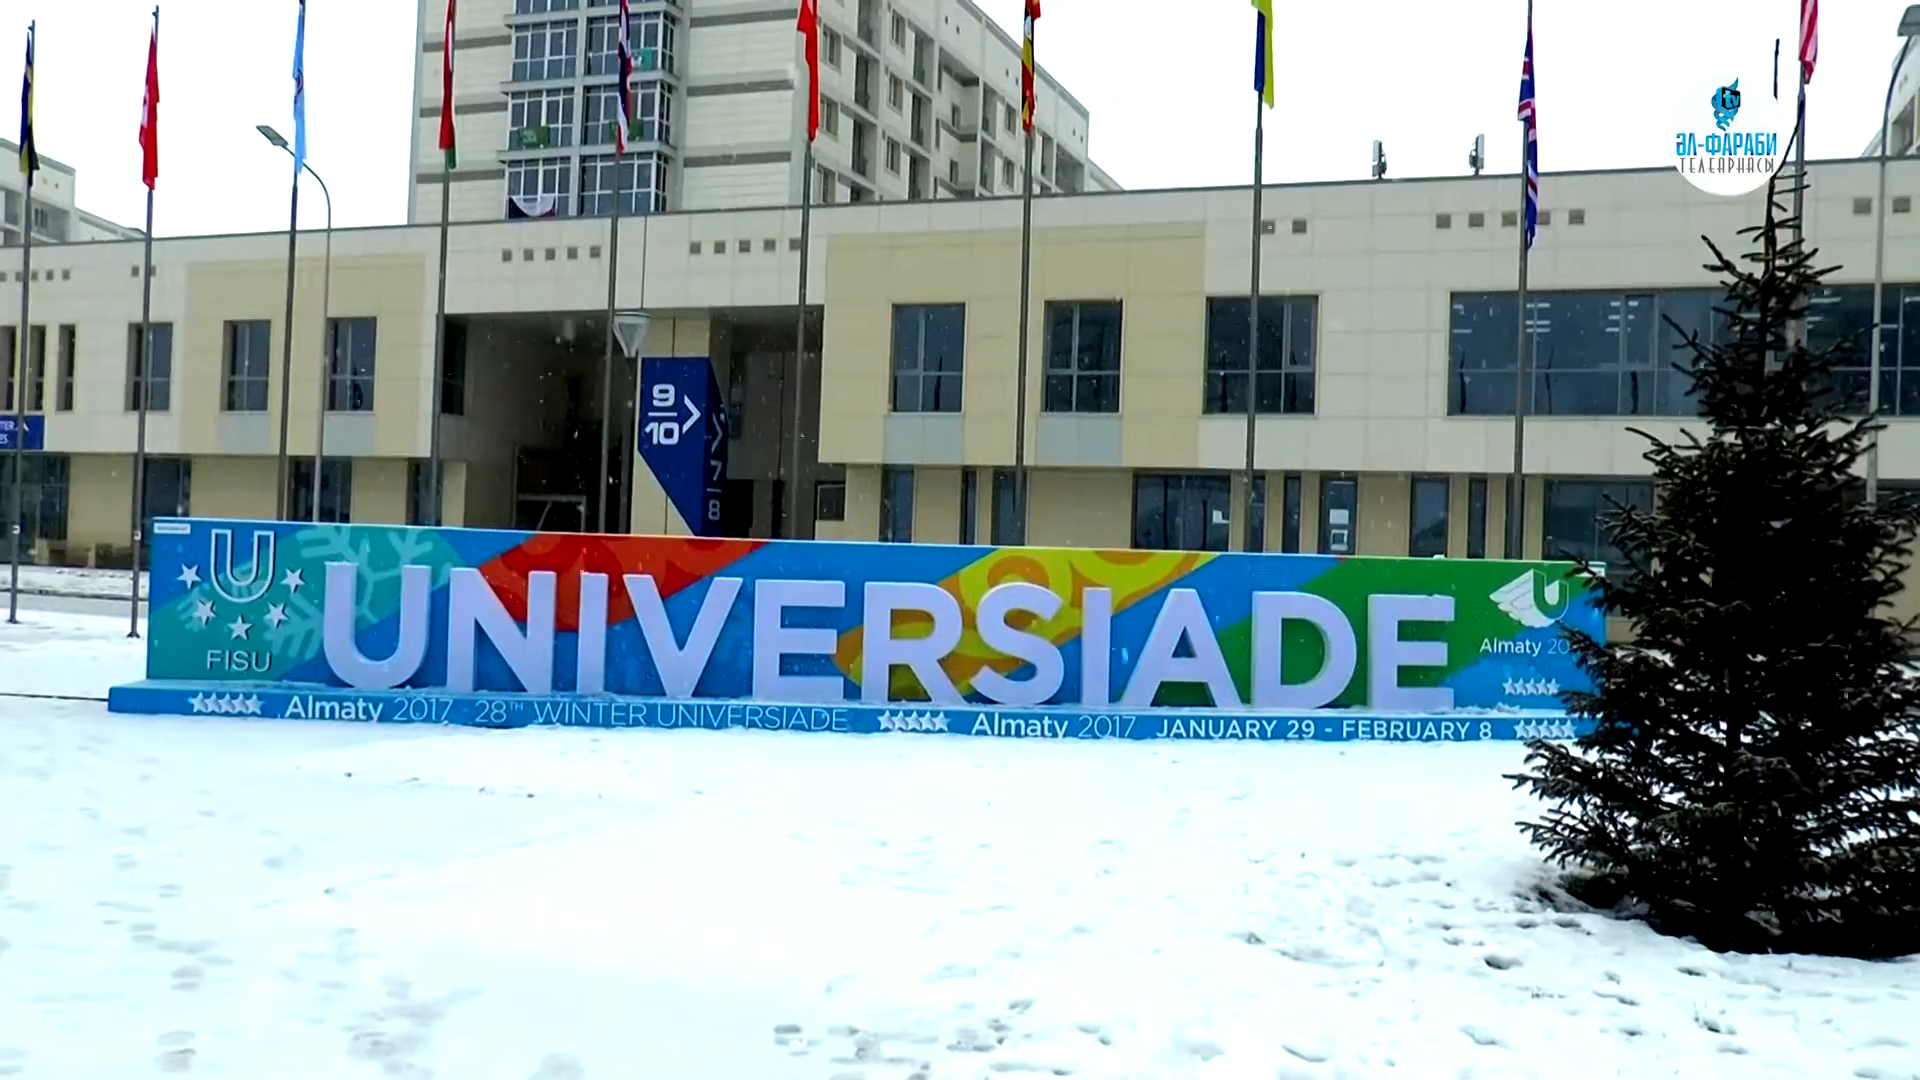 tv
ӘЛ-ФАРАБИ
ТЕЛЕАРНАСЫ
9
10
7
8
U
FISU
UNIVERSIADE
U
Almaty 20
Almaty 2017 28TH WINTER UNIVERSIADE Almaty 2017 JANUARY 29 - FEBRUARY 8